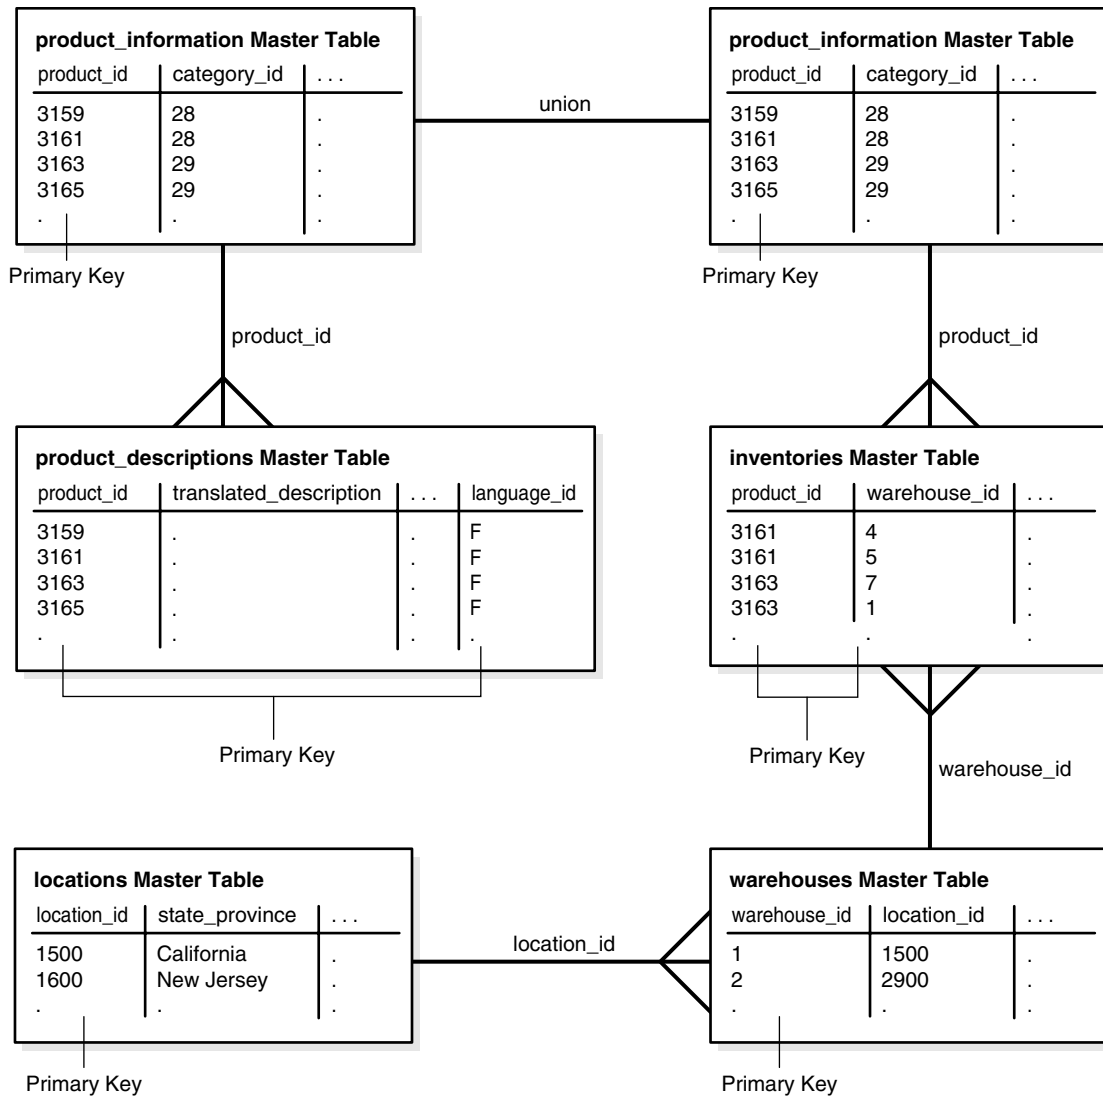 product_information Master Table
product_id category_id ...
3159 28 .
3161 28 .
3163 29 .
3165 29 .
. . .
Primary Key
union
product_information Master Table
product_id category_id ...
3159 28 .
3161 28 .
3163 29 .
3165 29 .
. . .
Primary Key
product_id
product_id
product_descriptions Master Table
product_id translated_description ... language_id
3159 . . F
3161 . . F
3163 . . F
3165 . . F
. . . .
Primary Key
inventories Master Table
product_id warehouse_id ...
3161 4 .
3161 5 .
3163 7 .
3163 1 .
. . .
Primary Key
warehouse_id
locations Master Table
location_id state_province ...
1500 California .
1600 New Jersey .
. . .
Primary Key
location_id
warehouses Master Table
warehouse_id location_id ...
1 1500 .
2 2900 .
. . .
Primary Key